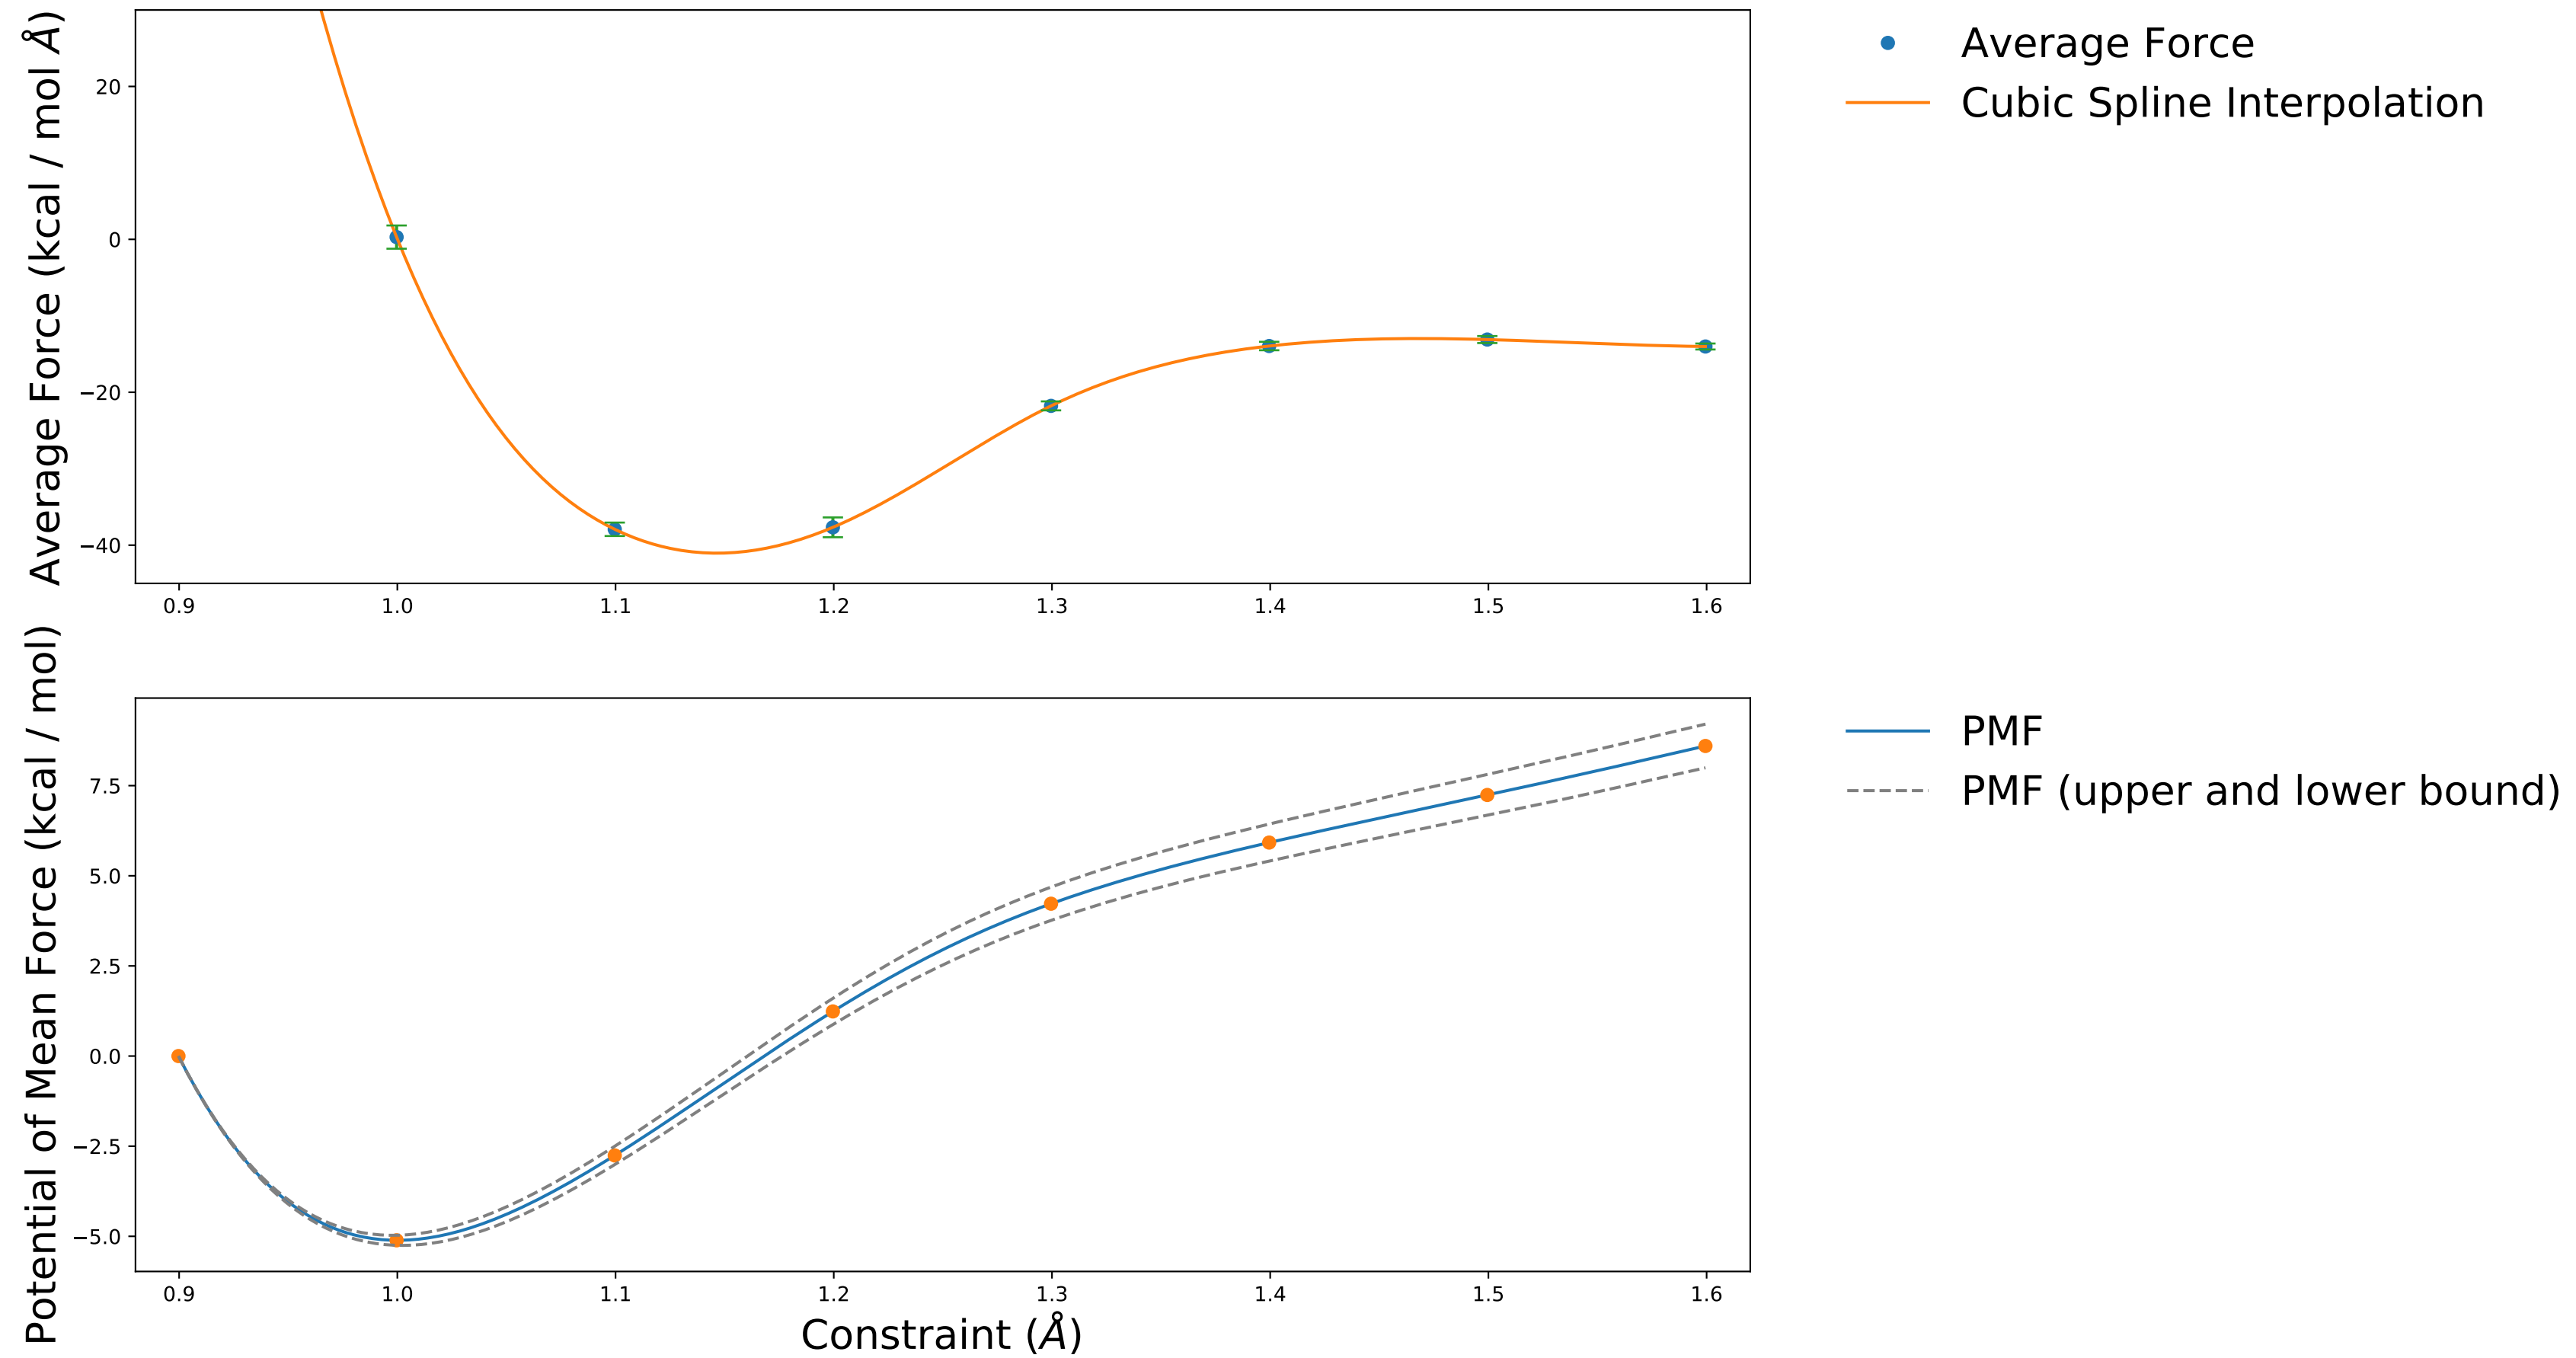 Average Force (kcal / mol Å)
20
0
−20
−40
0.9 1.0 1.1 1.2 1.3 1.4 1.5 1.6
Average Force
Cubic Spline Interpolation
Potential of Mean Force (kcal / mol)
7.5
5.0
2.5
0.0
−2.5
−5.0
0.9 1.0 1.1 1.2 1.3 1.4 1.5 1.6
Constraint (Å)
PMF
PMF (upper and lower bound)